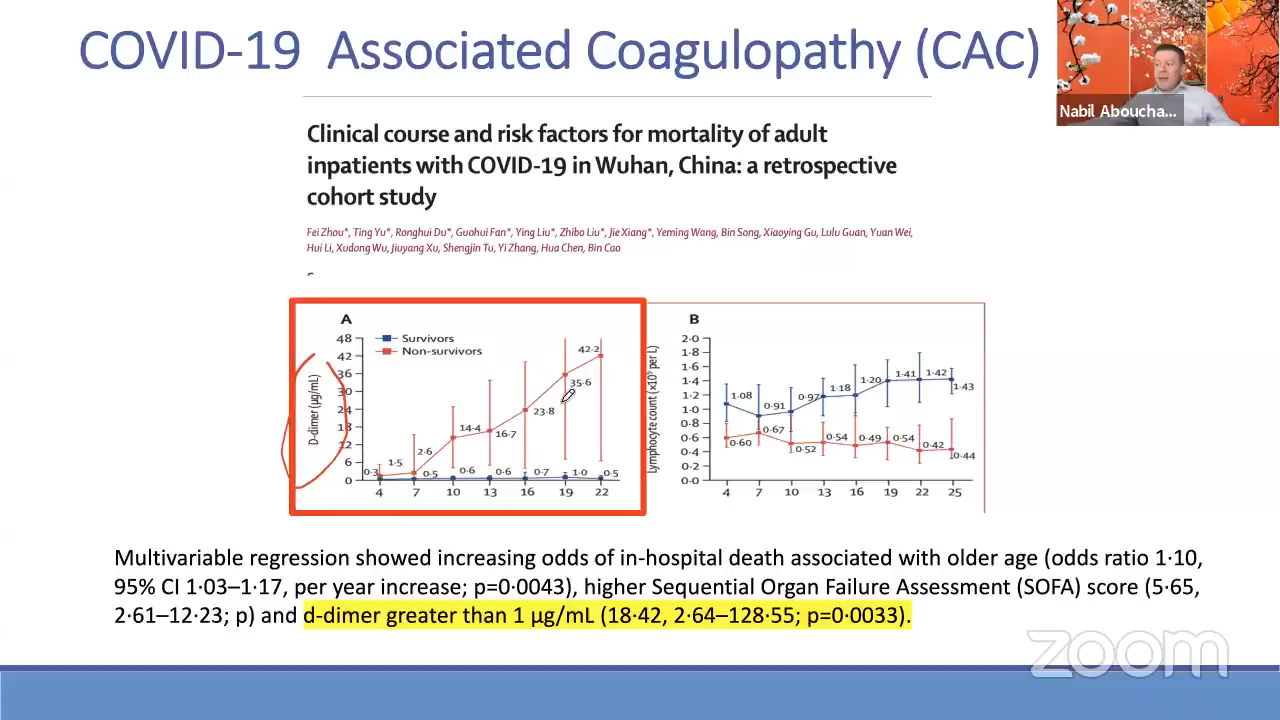 COVID-19 Associated Coagulopathy (CAC)
Nabil Aboucha...
Clinical course and risk factors for mortality of adult
inpatients with COVID-19 in Wuhan, China: a retrospective
cohort study
Fei Zhou*, Ting Yu*, Ronghui Du*, Guohui Fan*, Ying Liu*, Zhibo Liu*, Jie Xiang*, Yeming Wang, Bin Song, Xiaoying Gu, Lulu Guan, Yuan Wei,
Hui Li, Xudong Wu, Jiuyang Xu, Shengjin Tu, Yi Zhang, Hua Chen, Bin Cao
A
Survivors
Non-survivors
D-dimer (µg/mL)
48
42
36
30
24
18
12
6
0
42·2
35·6
23·8
14·4
16·7
2·6
1·5
0·3
0·5
0·6
0·6
0·7
1·0
0·5
4 7 10 13 16 19 22
B
Lymphocyte count (×10⁹ per L)
2·0
1·8
1·6
1·4
1·2
1·0
0·8
0·6
0·4
0·2
0·0
1·08
0·91
0·97
1·18
1·20
1·41
1·42
1·43
0·60
0·67
0·52
0·54
0·49
0·54
0·42
0·44
4 7 10 13 16 19 22 25
Multivariable regression showed increasing odds of in-hospital death associated with older age (odds ratio 1·10,
95% CI 1·03–1·17, per year increase; p=0·0043), higher Sequential Organ Failure Assessment (SOFA) score (5·65,
2·61–12·23; p) and d-dimer greater than 1 µg/mL (18·42, 2·64–128·55; p=0·0033).
zoom